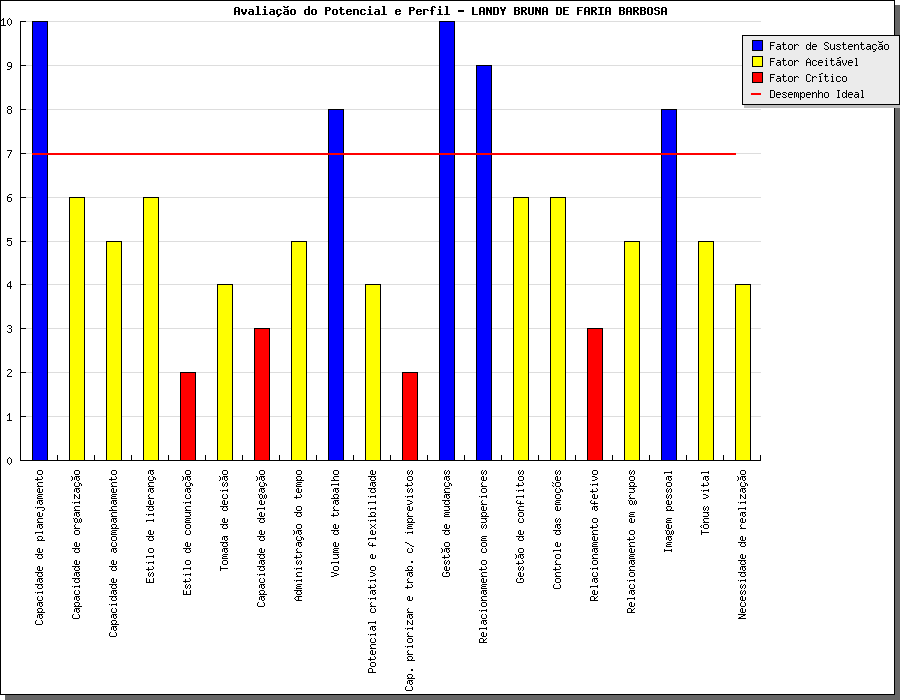 Avaliação do Potencial e Perfil - LANDY BRUNA DE FARIA BARBOSA
10
9
8
7
6
5
4
3
2
1
0
Fator de Sustentação
Fator Aceitável
Fator Crítico
Desempenho Ideal
Capacidade de planejamento
Capacidade de organização
Capacidade de acompanhamento
Estilo de liderança
Estilo de comunicação
Tomada de decisão
Capacidade de delegação
Administração do tempo
Volume de trabalho
Potencial criativo e flexibilidade
Cap. priorizar e trab. c/ imprevistos
Gestão de mudanças
Relacionamento com superiores
Gestão de conflitos
Controle das emoções
Relacionamento afetivo
Relacionamento em grupos
Imagem pessoal
Tônus vital
Necessidade de realização